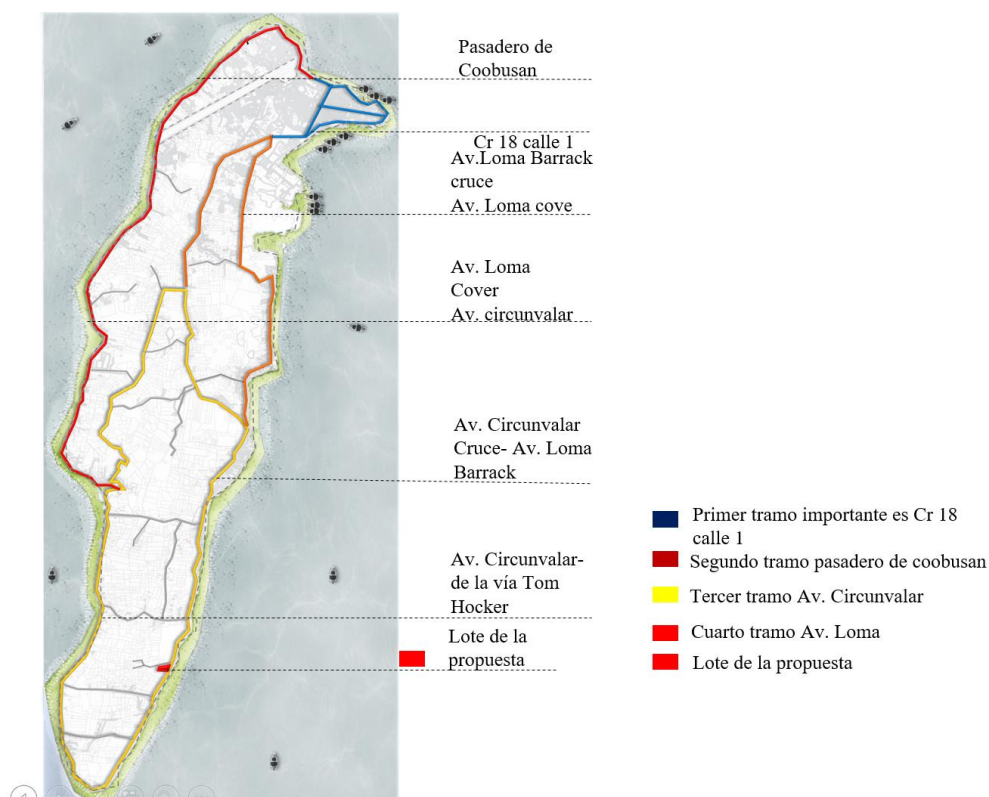 Pasadero de
Coobusan
Cr 18 calle 1
Av.Loma Barrack
cruce
Av. Loma cove
Av. Loma
Cover
Av. circunvalar
Av. Circunvalar
Cruce- Av. Loma
Barrack
Av. Circunvalar-
de la vía Tom
Hocker
Lote de la
propuesta
Primer tramo importante es Cr 18
calle 1
Segundo tramo pasadero de coobusan
Tercer tramo Av. Circunvalar
Cuarto tramo Av. Loma
Lote de la propuesta